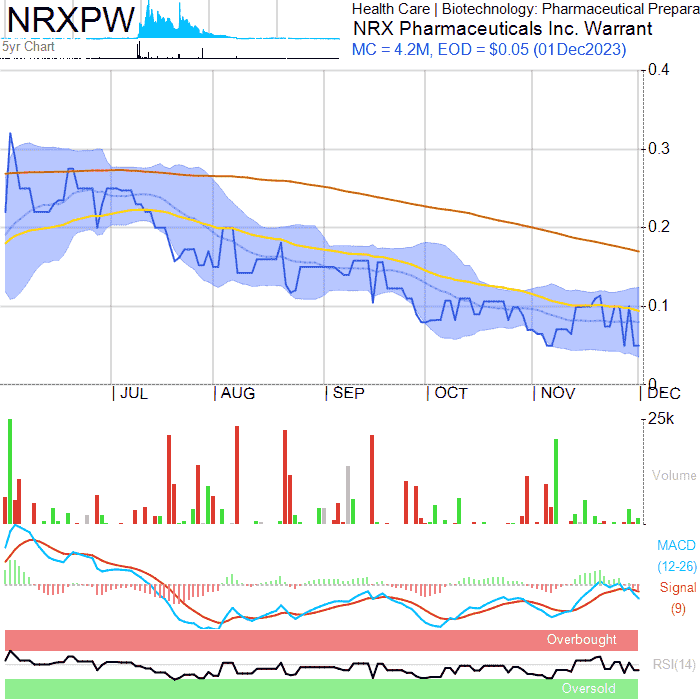 NRXPW
5yr Chart
Health Care | Biotechnology: Pharmaceutical Prepara
NRX Pharmaceuticals Inc. Warrant
MC = 4.2M, EOD = $0.05 (01Dec2023)
0.4
0.3
0.2
0.1
0
JUL AUG SEP OCT NOV DEC
25k
Volume
MACD
(12-26)
Signal
(9)
Overbought
RSI(14)
Oversold